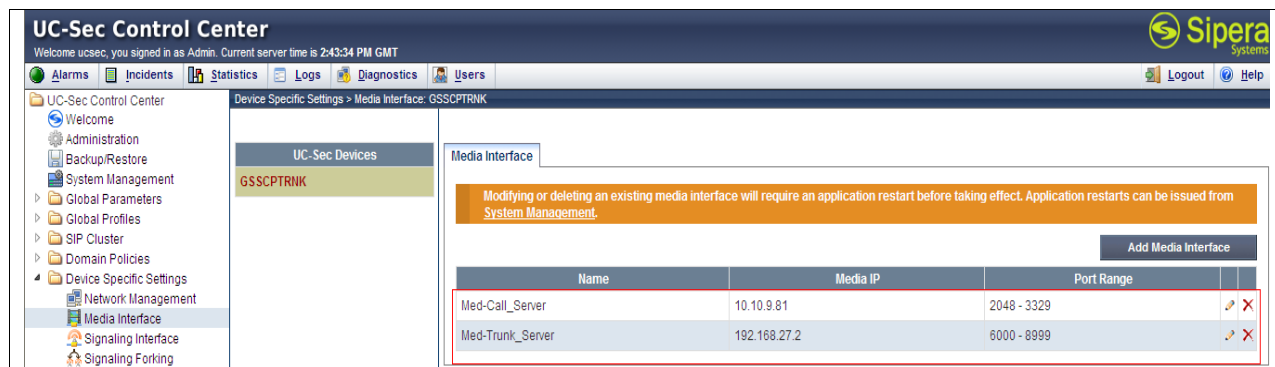 UC-Sec Control Center
Welcome ucsec, you signed in as Admin. Current server time is 2:43:34 PM GMT
Sipera
Systems
Alarms Incidents Statistics Logs Diagnostics Users Logout Help
UC-Sec Control Center
Welcome
Administration
Backup/Restore
System Management
Global Parameters
Global Profiles
SIP Cluster
Domain Policies
Device Specific Settings
Network Management
Media Interface
Signaling Interface
Signaling Forking
Device Specific Settings > Media Interface: GSSCPTRNK
UC-Sec Devices
GSSCPTRNK
Media Interface
Modifying or deleting an existing media interface will require an application restart before taking effect. Application restarts can be issued from
System Management.
Add Media Interface
Name Media IP Port Range
Med-Call_Server 10.10.9.81 2048 - 3329
Med-Trunk_Server 192.168.27.2 6000 - 8999